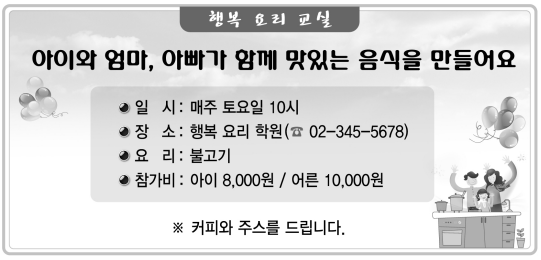 행복 요리 교실
아이와 엄마, 아빠가 함께 맛있는 음식을 만들어요
일 시: 매주 토요일 10시
장 소: 행복 요리 학원(☎ 02-345-5678)
요 리: 불고기
참가비: 아이 8,000원 / 어른 10,000원
※ 커피와 주스를 드립니다.